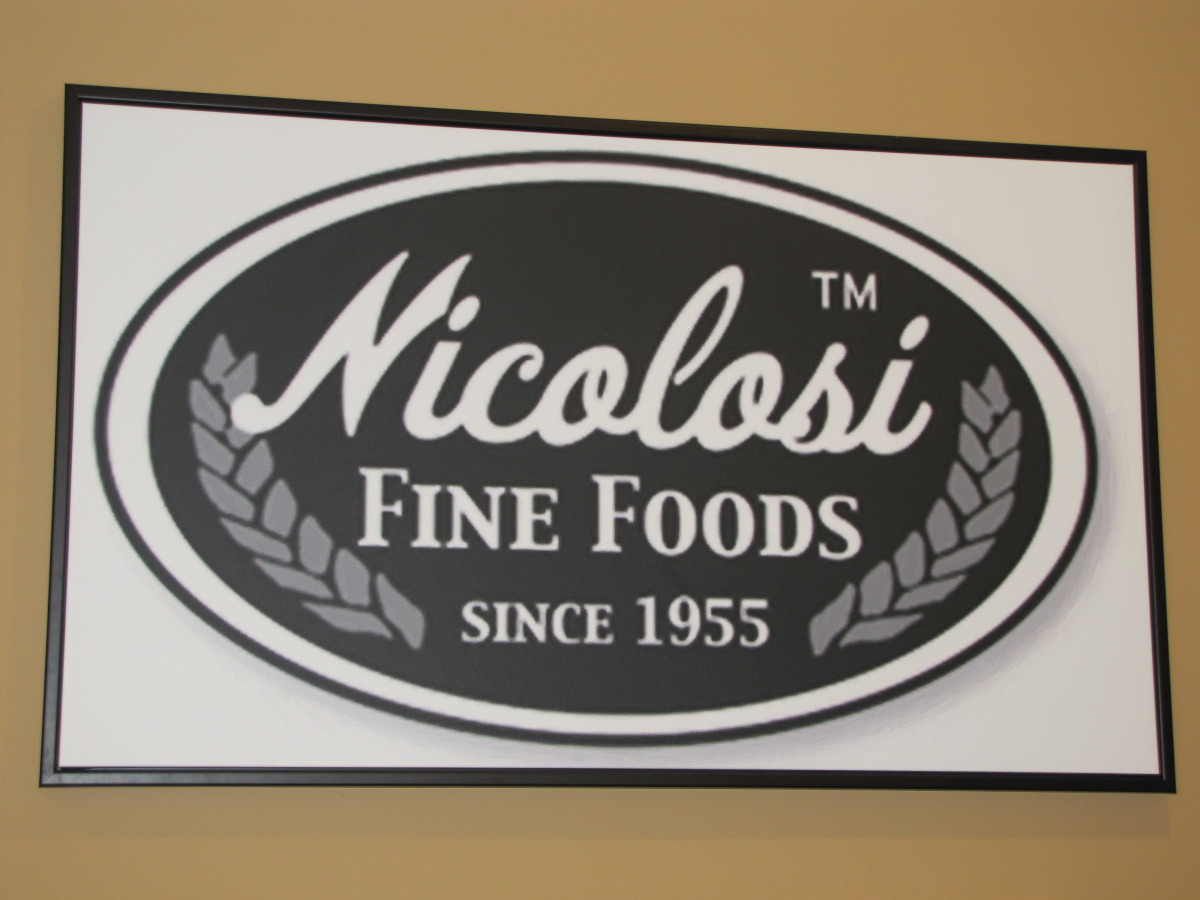 Nicolosi ™
FINE FOODS
SINCE 1955